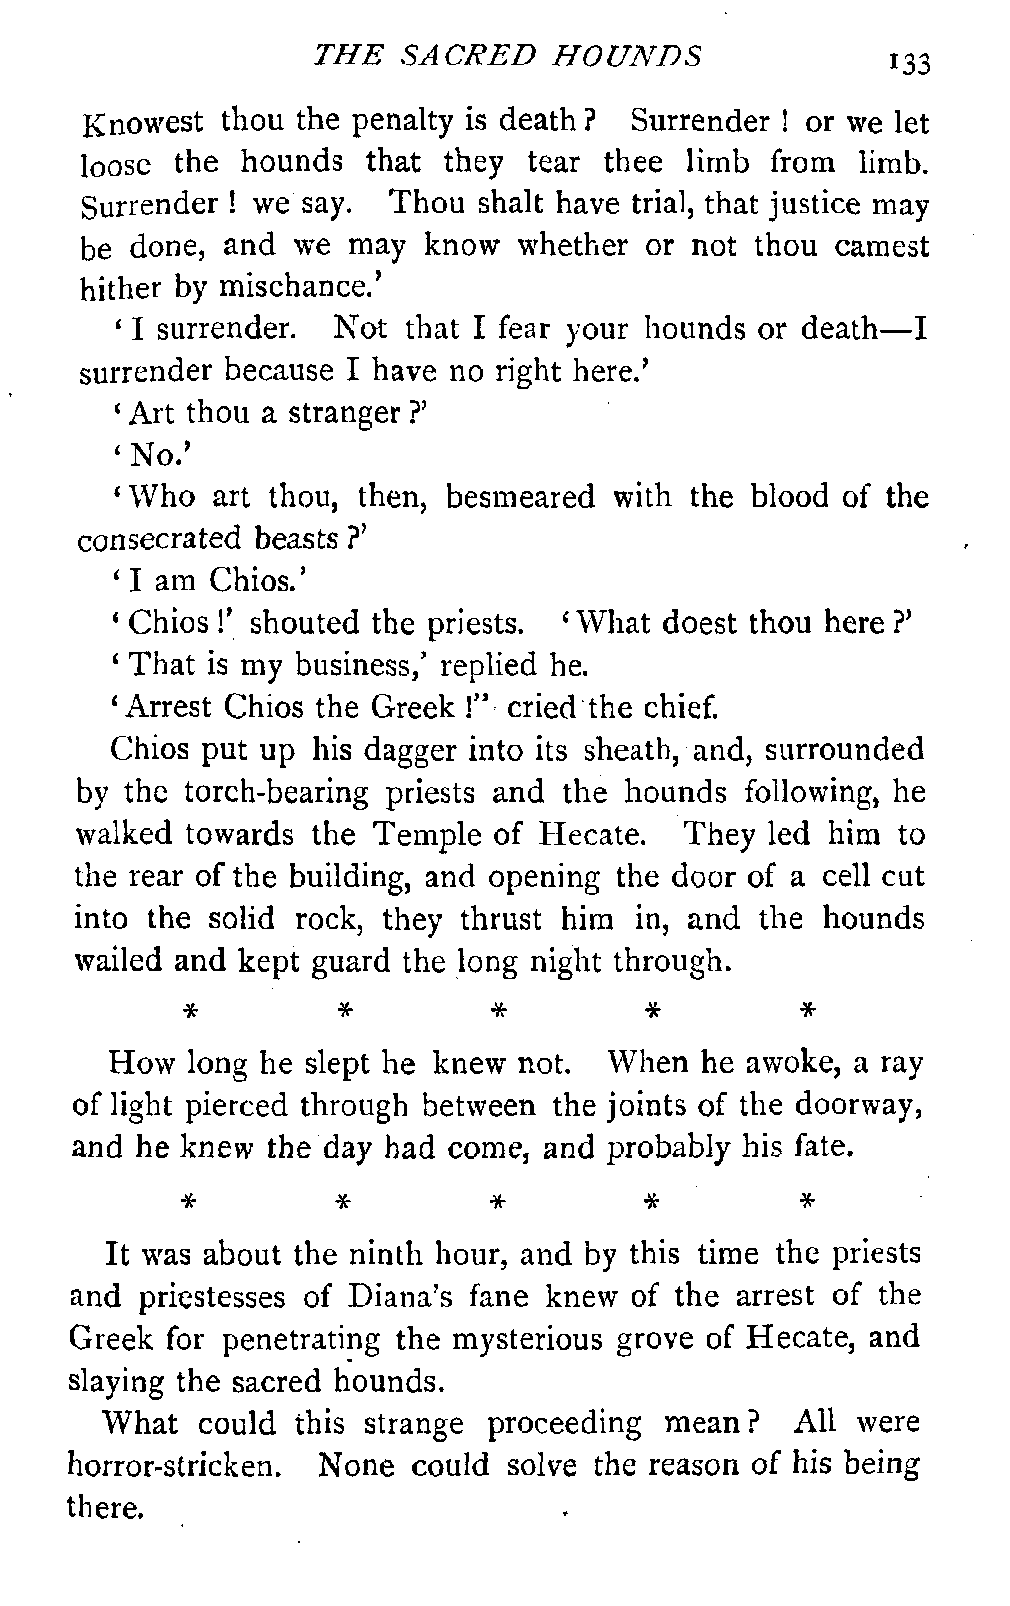 THE SACRED HOUNDS 133
Knowest thou the penalty is death? Surrender! or we let
loose the hounds that they tear thee limb from limb.
Surrender! we say. Thou shalt have trial, that justice may
be done, and we may know whether or not thou camest
hither by mischance.'
'I surrender. Not that I fear your hounds or death—I
surrender because I have no right here.'
'Art thou a stranger?'
'No.'
'Who art thou, then, besmeared with the blood of the
consecrated beasts?'
'I am Chios.'
'Chios!' shouted the priests. 'What doest thou here?'
'That is my business,' replied he.
'Arrest Chios the Greek!" cried the chief.
Chios put up his dagger into its sheath, and, surrounded
by the torch-bearing priests and the hounds following, he
walked towards the Temple of Hecate. They led him to
the rear of the building, and opening the door of a cell cut
into the solid rock, they thrust him in, and the hounds
wailed and kept guard the long night through.
* * * * *
How long he slept he knew not. When he awoke, a ray
of light pierced through between the joints of the doorway,
and he knew the day had come, and probably his fate.
* * * * *
It was about the ninth hour, and by this time the priests
and priestesses of Diana's fane knew of the arrest of the
Greek for penetrating the mysterious grove of Hecate, and
slaying the sacred hounds.
What could this strange proceeding mean? All were
horror-stricken. None could solve the reason of his being
there.